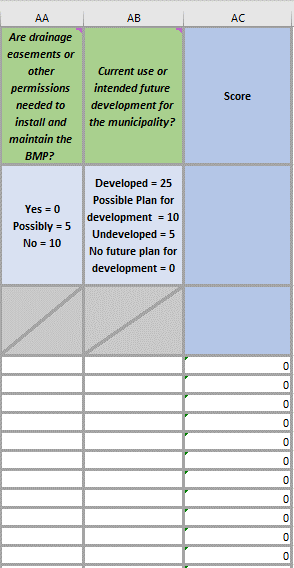 AA AB AC
Are drainage
easements or
other
permissions
needed to
install and
maintain the
BMP?
Current use or
intended future
development for
the municipality?
Score
Yes = 0
Possibly = 5
No = 10
Developed = 25
Possible Plan for
development = 10
Undeveloped = 5
No future plan for
development = 0
0
0
0
0
0
0
0
0
0
0
0